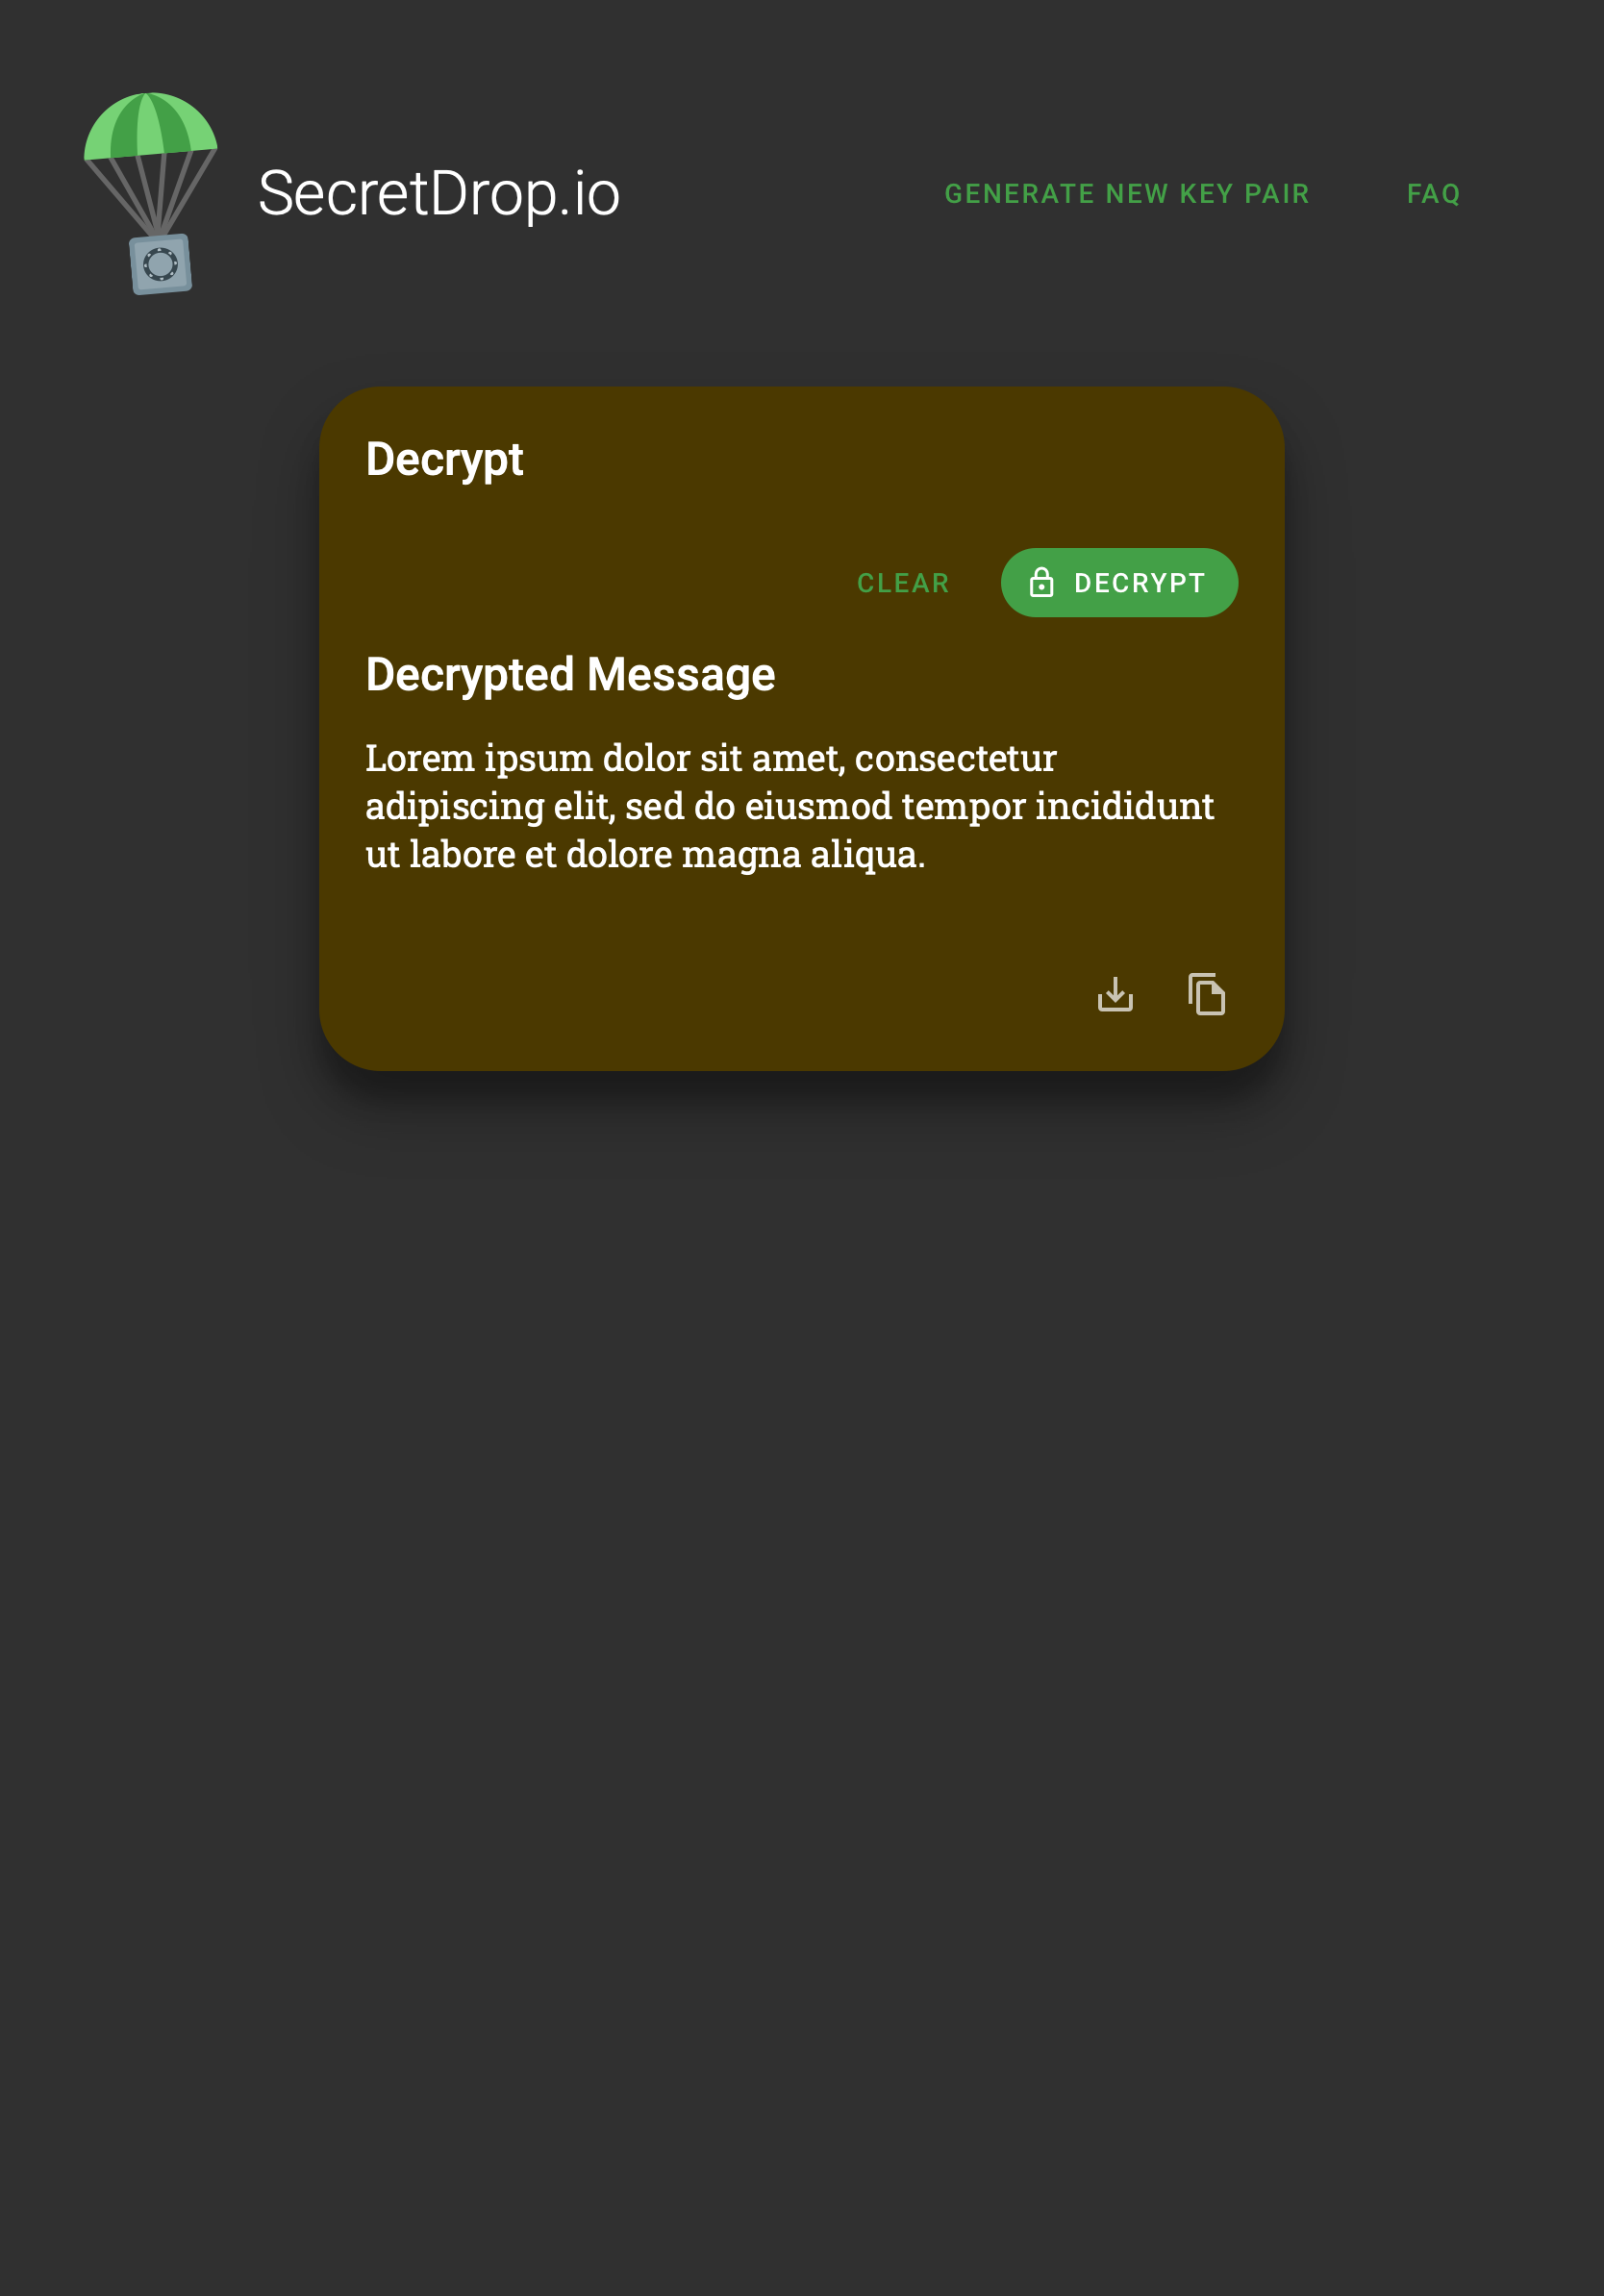 SecretDrop.io
GENERATE NEW KEY PAIR
FAQ
Decrypt
CLEAR
DECRYPT
Decrypted Message
Lorem ipsum dolor sit amet, consectetur
adipiscing elit, sed do eiusmod tempor incididunt
ut labore et dolore magna aliqua.